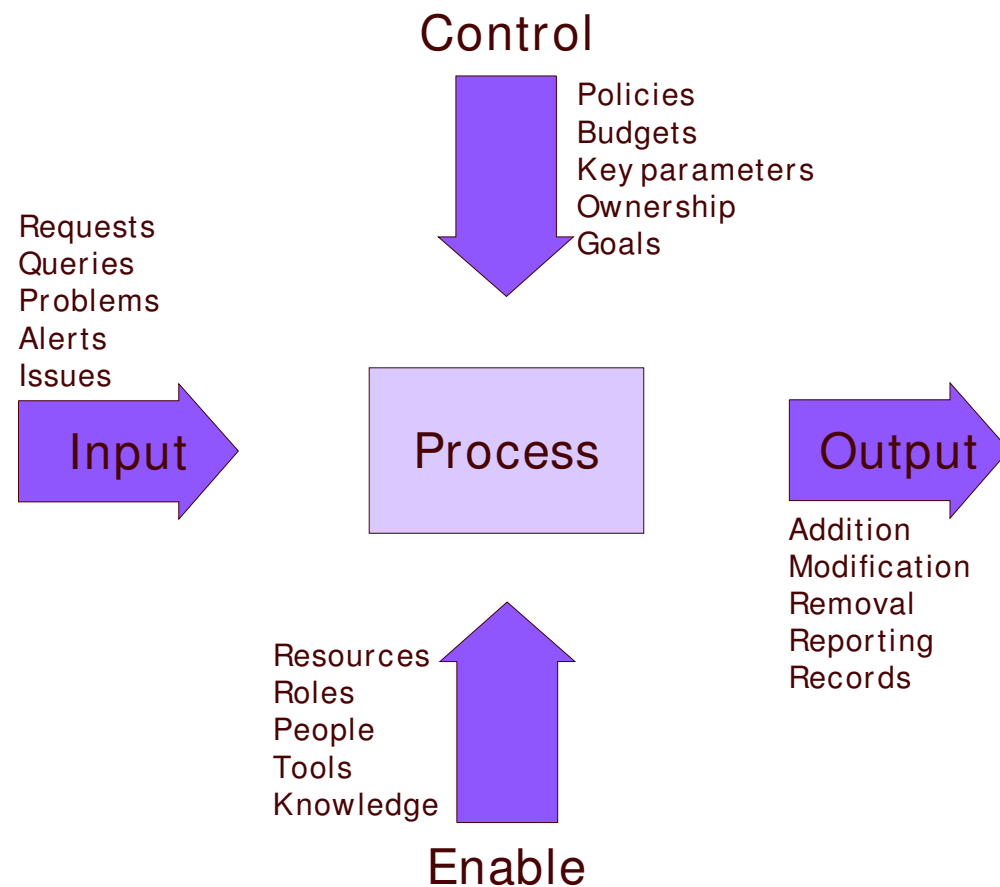 Control
Policies
Budgets
Key parameters
Ownership
Goals
Requests
Queries
Problems
Alerts
Issues
Input
Process
Output
Addition
Modification
Removal
Reporting
Records
Resources
Roles
People
Tools
Knowledge
Enable